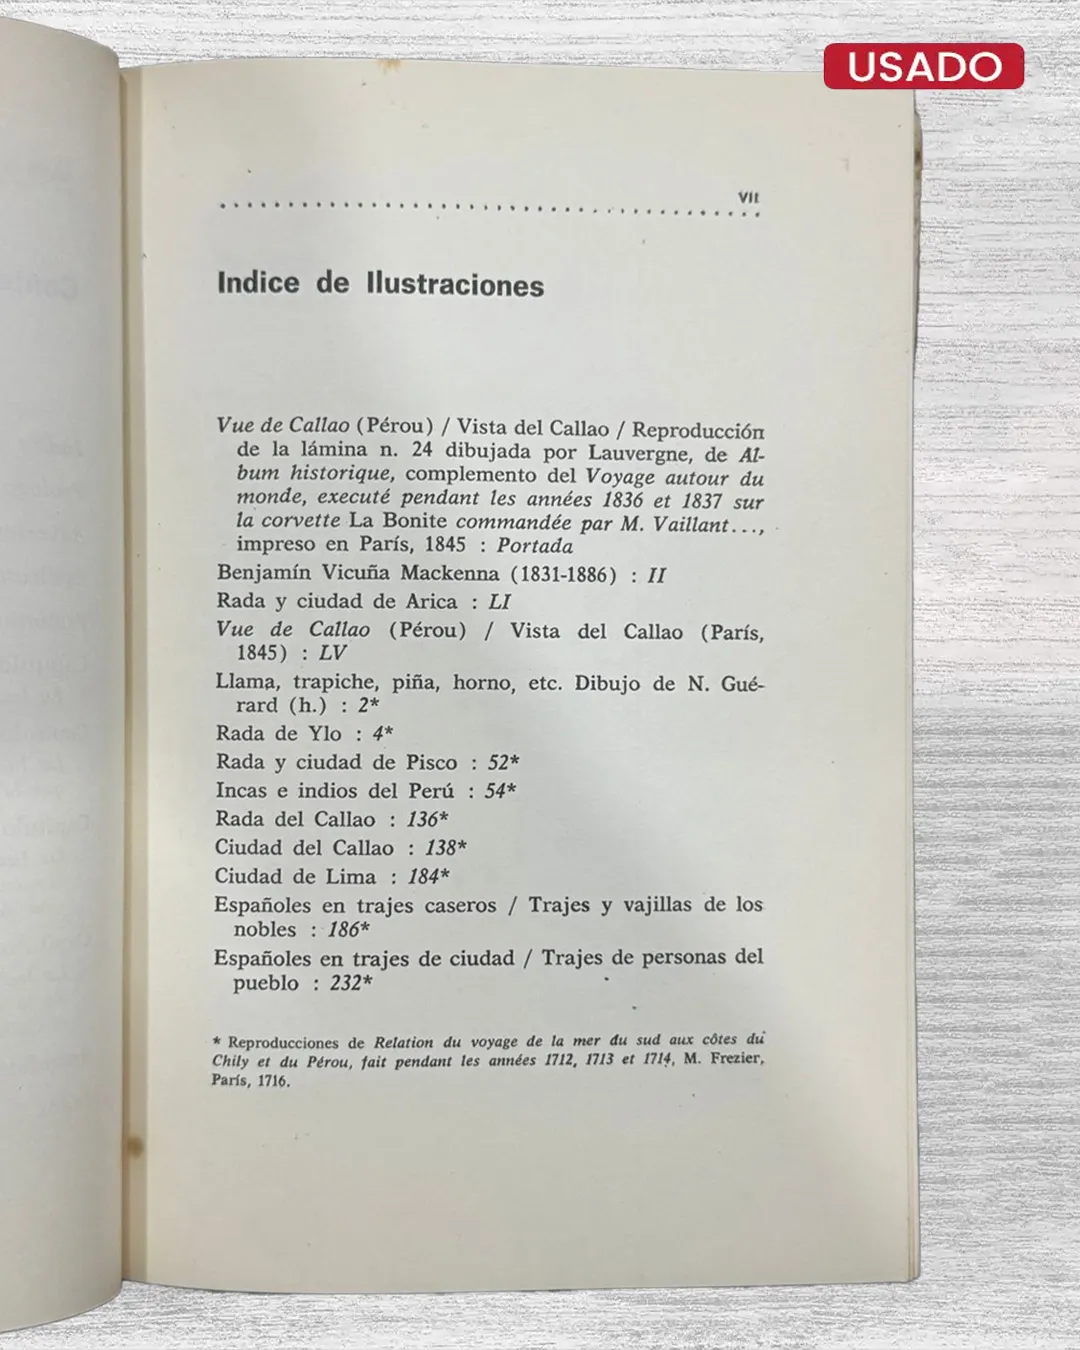 USADO
VII
Indice de Ilustraciones
Vue de Callao (Pérou) / Vista del Callao / Reproducción
de la lámina n. 24 dibujada por Lauvergne, de Al-
bum historique, complemento del Voyage autour du
monde, executé pendant les années 1836 et 1837 sur
la corvette La Bonite commandée par M. Vaillant...,
impreso en París, 1845 : Portada
Benjamín Vicuña Mackenna (1831-1886) : II
Rada y ciudad de Arica : LI
Vue de Callao (Pérou) / Vista del Callao (París,
1845) : LV
Llama, trapiche, piña, horno, etc. Dibujo de N. Gué-
rard (h.) : 2*
Rada de Ylo : 4*
Rada y ciudad de Pisco : 52*
Incas e indios del Perú : 54*
Rada del Callao : 136*
Ciudad del Callao : 138*
Ciudad de Lima : 184*
Españoles en trajes caseros / Trajes y vajillas de los
nobles : 186*
Españoles en trajes de ciudad / Trajes de personas del
pueblo : 232*
* Reproducciones de Relation du voyage de la mer du sud aux côtes du
Chily et du Pérou, fait pendant les années 1712, 1713 et 1714, M. Frezier,
París, 1716.